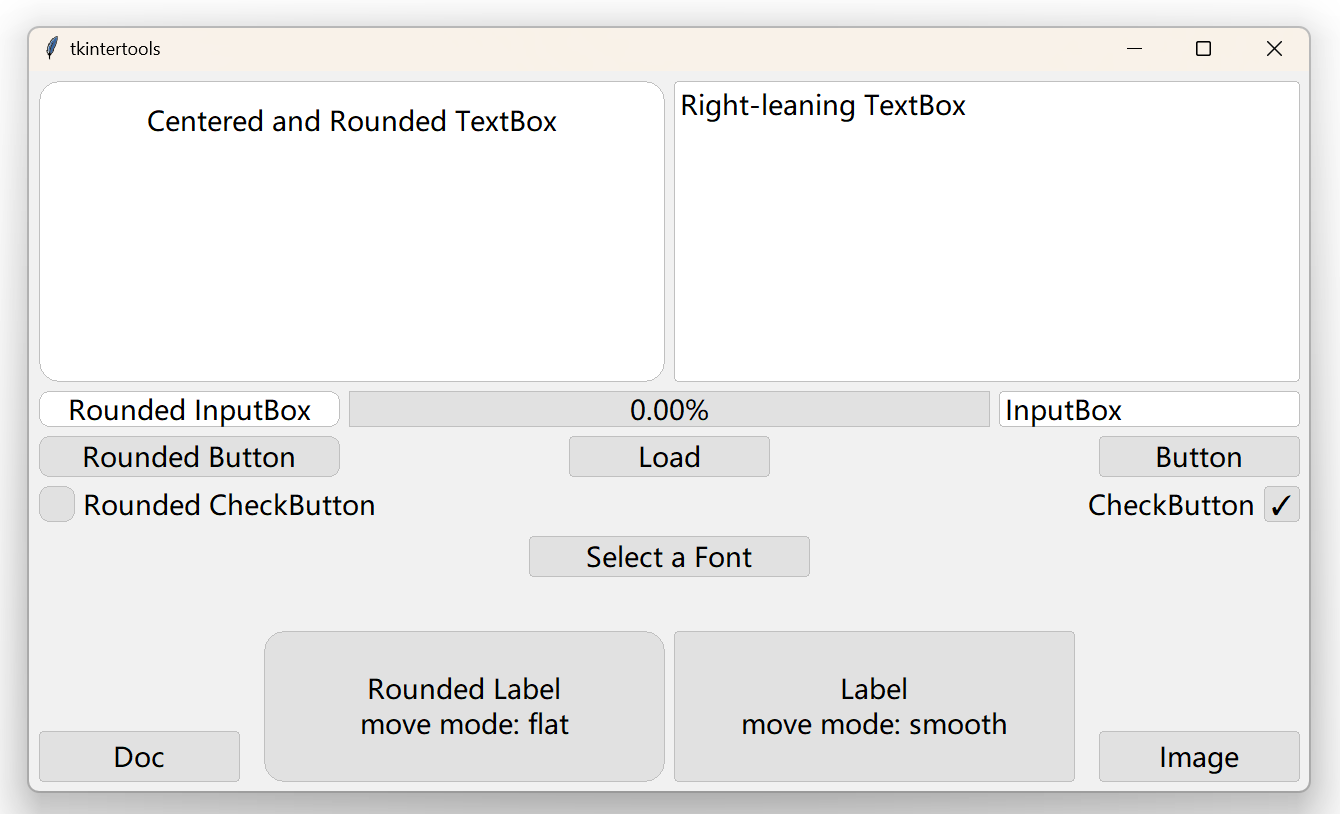 tkintertools
Centered and Rounded TextBox
Right-leaning TextBox
Rounded InputBox
0.00%
InputBox
Rounded Button
Load
Button
Rounded CheckButton
CheckButton ✓
Select a Font
Rounded Label
move mode: flat
Label
move mode: smooth
Doc
Image